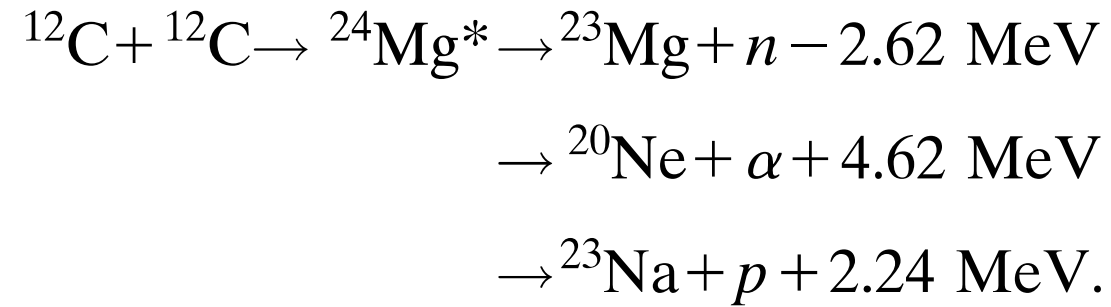 ¹²C+¹²C→ ²⁴Mg*→²³Mg+n−2.62 MeV
→²⁰Ne+α+4.62 MeV
→²³Na+p+2.24 MeV.